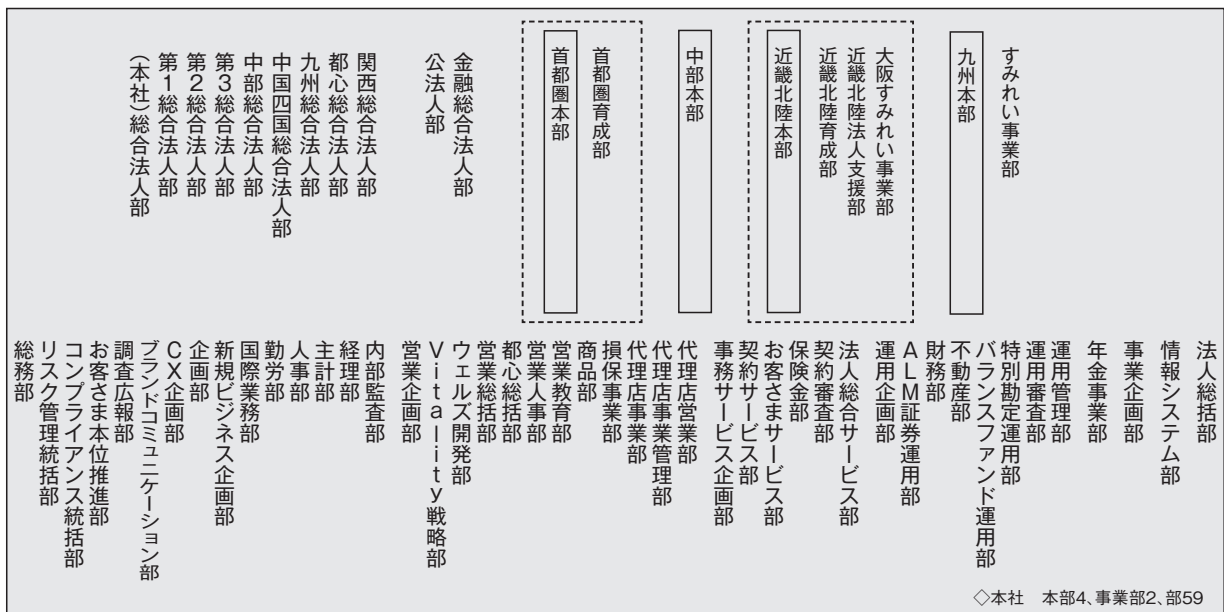 （本社）総合法人部
第1総合法人部
第2総合法人部
第3総合法人部
中部総合法人部
中国四国総合法人部
九州総合法人部
都心総合法人部
関西総合法人部
公法人部
金融総合法人部
首都圏本部
首都圏育成部
中部本部
近畿北陸本部
近畿北陸育成部
近畿北陸法人支援部
大阪すみれい事業部
九州本部
すみれい事業部
総務部
リスク管理統括部
コンプライアンス統括部
お客さま本位推進部
調査広報部
ブランドコミュニケーション部
CX企画部
企画部
新規ビジネス企画部
国際業務部
勤労部
人事部
主計部
経理部
内部監査部
営業企画部
Vitality戦略部
ウェルズ開発部
営業総括部
都心総括部
営業人事部
営業教育部
商品部
損保事業部
代理店事業部
代理店事業管理部
代理店営業部
事務サービス企画部
契約サービス部
お客さまサービス部
保険金部
契約審査部
法人総合サービス部
運用企画部
ALM証券運用部
財務部
不動産部
バランスファンド運用部
特別勘定運用部
運用審査部
運用管理部
年金事業部
事業企画部
情報システム部
法人総括部
◇本社　本部4、事業部2、部59